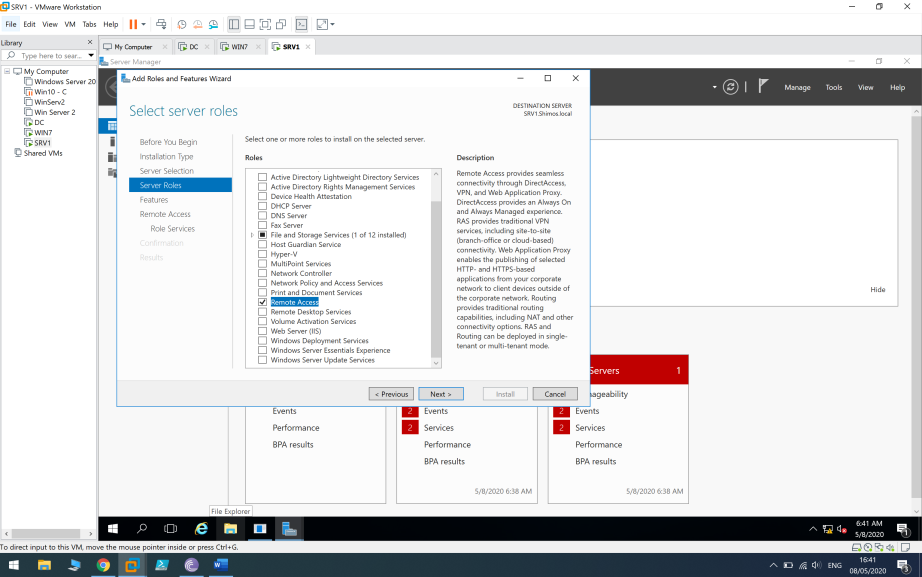 SRV1 - VMware Workstation
File Edit View VM Tabs Help
Library
Type here to sear...
My Computer
Windows Server 20
Win10 - C
WinServ2
Win Server 2
DC
WIN7
SRV1
Shared VMs
My Computer
DC
WIN7
SRV1
Server Manager
Manage Tools View Help
Add Roles and Features Wizard
Select server roles
DESTINATION SERVER
SRV1.Shimos.local
Before You Begin
Installation Type
Server Selection
Server Roles
Features
Remote Access
Role Services
Confirmation
Results
Select one or more roles to install on the selected server.
Roles
Active Directory Lightweight Directory Services
Active Directory Rights Management Services
Device Health Attestation
DHCP Server
DNS Server
Fax Server
File and Storage Services (1 of 12 installed)
Host Guardian Service
Hyper-V
MultiPoint Services
Network Controller
Network Policy and Access Services
Print and Document Services
Remote Access
Remote Desktop Services
Volume Activation Services
Web Server (IIS)
Windows Deployment Services
Windows Server Essentials Experience
Windows Server Update Services
Description
Remote Access provides seamless
connectivity through DirectAccess,
VPN, and Web Application Proxy.
DirectAccess provides an Always On
and Always Managed experience.
RAS provides traditional VPN
services, including site-to-site
(branch-office or cloud-based)
connectivity. Web Application Proxy
enables the publishing of selected
HTTP- and HTTPS-based
applications from your corporate
network to client devices outside of
the corporate network. Routing
provides traditional routing
capabilities, including NAT and other
connectivity options. RAS and
Routing can be deployed in single-
tenant or multi-tenant mode.
< Previous Next > Install Cancel
Hide
Servers 1
nageability
Events
Performance
BPA results
2 Events
2 Services
Performance
BPA results
5/8/2020 6:38 AM
2 Events
2 Services
Performance
BPA results
5/8/2020 6:38 AM
File Explorer
6:41 AM
5/8/2020
1
To direct input to this VM, move the mouse pointer inside or press Ctrl+G.
ENG
16:41
08/05/2020
3